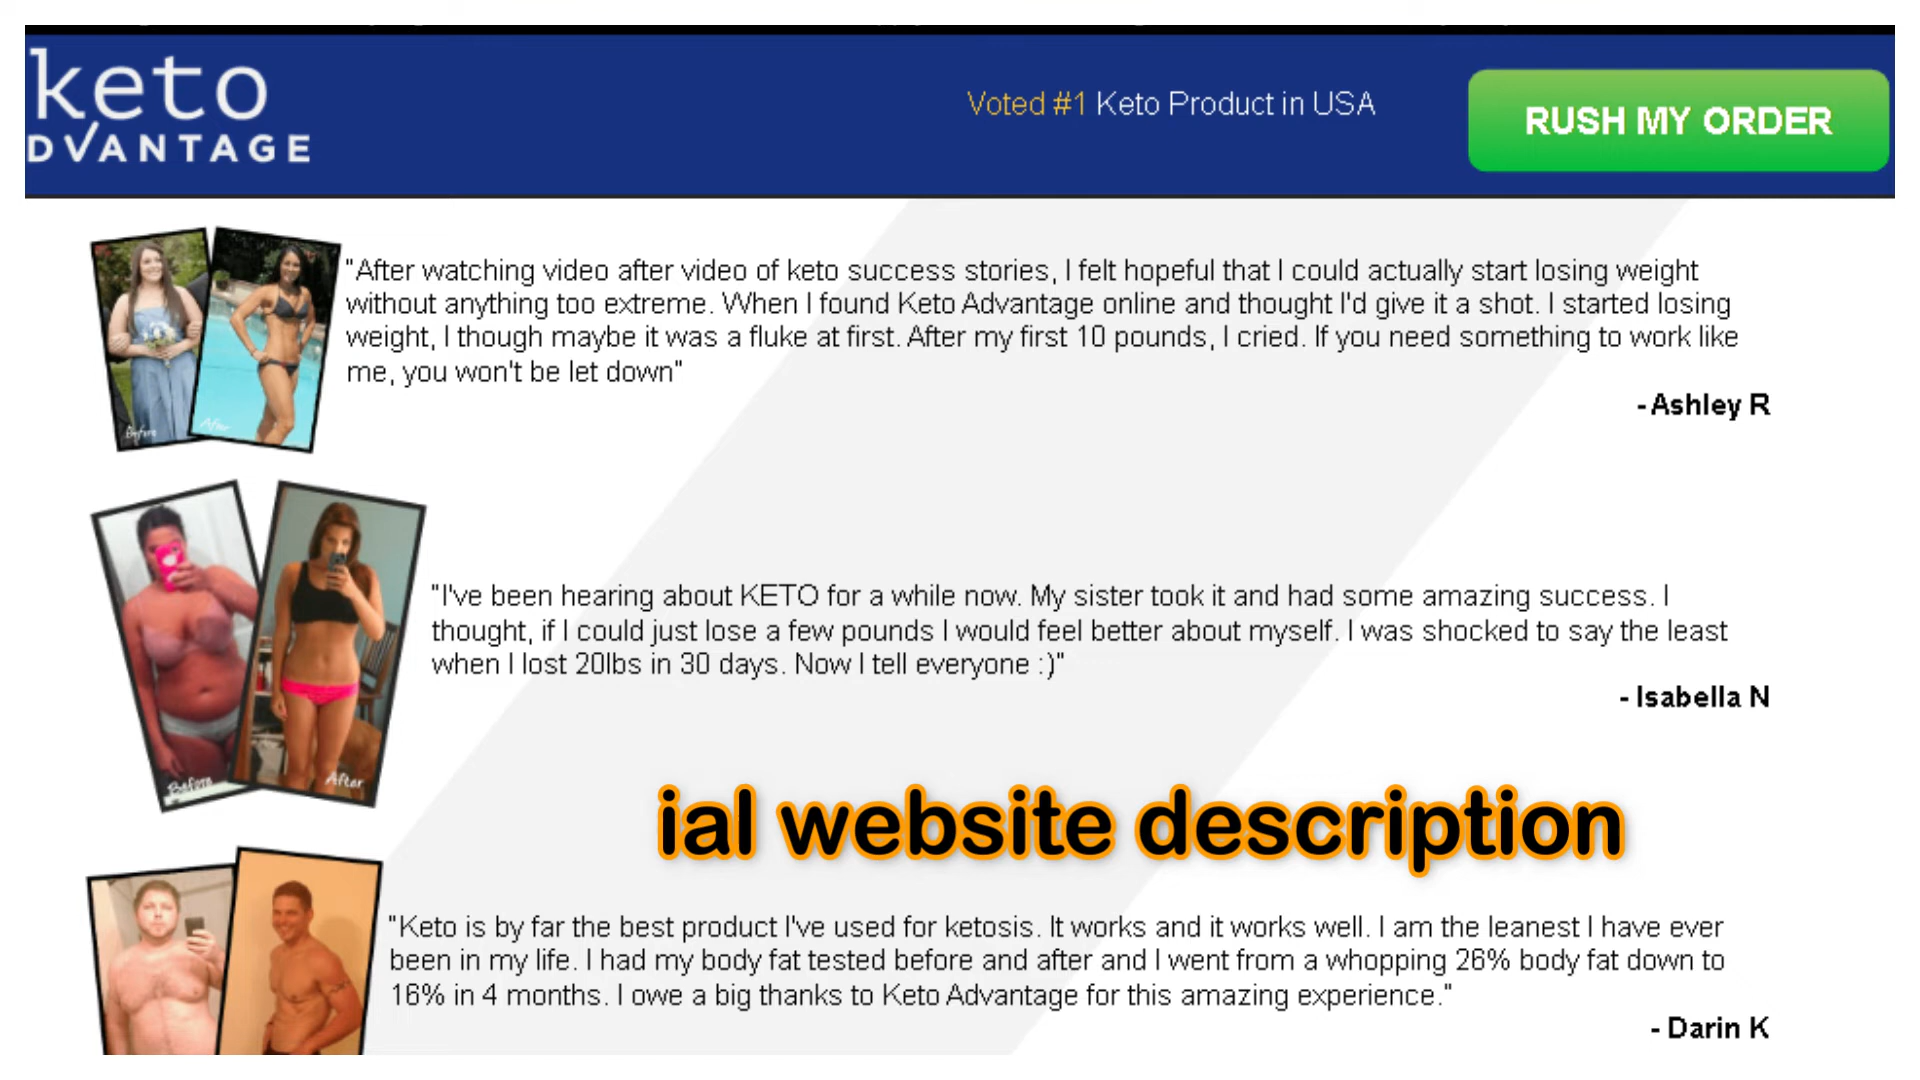 keto
DVANTAGE
Voted #1 Keto Product in USA
RUSH MY ORDER
"After watching video after video of keto success stories, I felt hopeful that I could actually start losing weight
without anything too extreme. When I found Keto Advantage online and thought I'd give it a shot. I started losing
weight, I though maybe it was a fluke at first. After my first 10 pounds, I cried. If you need something to work like
me, you won't be let down"
- Ashley R
Before
After
"I've been hearing about KETO for a while now. My sister took it and had some amazing success. I
thought, if I could just lose a few pounds I would feel better about myself. I was shocked to say the least
when I lost 20lbs in 30 days. Now I tell everyone :)"
- Isabella N
Before
After
ial website description
"Keto is by far the best product I've used for ketosis. It works and it works well. I am the leanest I have ever
been in my life. I had my body fat tested before and after and I went from a whopping 26% body fat down to
16% in 4 months. I owe a big thanks to Keto Advantage for this amazing experience."
- Darin K